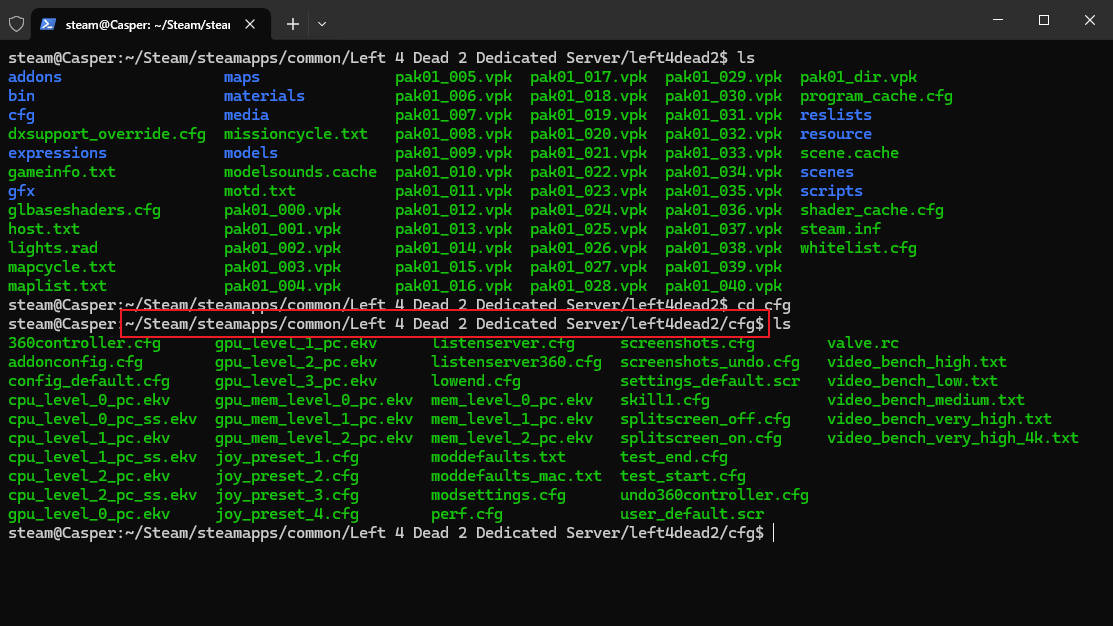 steam@Casper: ~/Steam/steam
steam@Casper:~/Steam/steamapps/common/Left 4 Dead 2 Dedicated Server/left4dead2$ ls
addons maps pak01_005.vpk pak01_017.vpk pak01_029.vpk pak01_dir.vpk
bin materials pak01_006.vpk pak01_018.vpk pak01_030.vpk program_cache.cfg
cfg media pak01_007.vpk pak01_019.vpk pak01_031.vpk reslists
dxsupport_override.cfg missioncycle.txt pak01_008.vpk pak01_020.vpk pak01_032.vpk resource
expressions models pak01_009.vpk pak01_021.vpk pak01_033.vpk scene.cache
gameinfo.txt modelsounds.cache pak01_010.vpk pak01_022.vpk pak01_034.vpk scenes
gfx motd.txt pak01_011.vpk pak01_023.vpk pak01_035.vpk scripts
glbaseshaders.cfg pak01_000.vpk pak01_012.vpk pak01_024.vpk pak01_036.vpk shader_cache.cfg
host.txt pak01_001.vpk pak01_013.vpk pak01_025.vpk pak01_037.vpk steam.inf
lights.rad pak01_002.vpk pak01_014.vpk pak01_026.vpk pak01_038.vpk whitelist.cfg
mapcycle.txt pak01_003.vpk pak01_015.vpk pak01_027.vpk pak01_039.vpk
maplist.txt pak01_004.vpk pak01_016.vpk pak01_028.vpk pak01_040.vpk
steam@Casper:~/Steam/steamapps/common/Left 4 Dead 2 Dedicated Server/left4dead2$ cd cfg
steam@Casper:~/Steam/steamapps/common/Left 4 Dead 2 Dedicated Server/left4dead2/cfg$ ls
360controller.cfg gpu_level_1_pc.ekv listenserver.cfg screenshots.cfg valve.rc
addonconfig.cfg gpu_level_2_pc.ekv listenserver360.cfg screenshots_undo.cfg video_bench_high.txt
config_default.cfg gpu_level_3_pc.ekv lowend.cfg settings_default.scr video_bench_low.txt
cpu_level_0_pc.ekv gpu_mem_level_0_pc.ekv mem_level_0_pc.ekv skill1.cfg video_bench_medium.txt
cpu_level_0_pc_ss.ekv gpu_mem_level_1_pc.ekv mem_level_1_pc.ekv splitscreen_off.cfg video_bench_very_high.txt
cpu_level_1_pc.ekv gpu_mem_level_2_pc.ekv mem_level_2_pc.ekv splitscreen_on.cfg video_bench_very_high_4k.txt
cpu_level_1_pc_ss.ekv joy_preset_1.cfg moddefaults.txt test_end.cfg
cpu_level_2_pc.ekv joy_preset_2.cfg moddefaults_mac.txt test_start.cfg
cpu_level_2_pc_ss.ekv joy_preset_3.cfg modsettings.cfg undo360controller.cfg
gpu_level_0_pc.ekv joy_preset_4.cfg perf.cfg user_default.scr
steam@Casper:~/Steam/steamapps/common/Left 4 Dead 2 Dedicated Server/left4dead2/cfg$